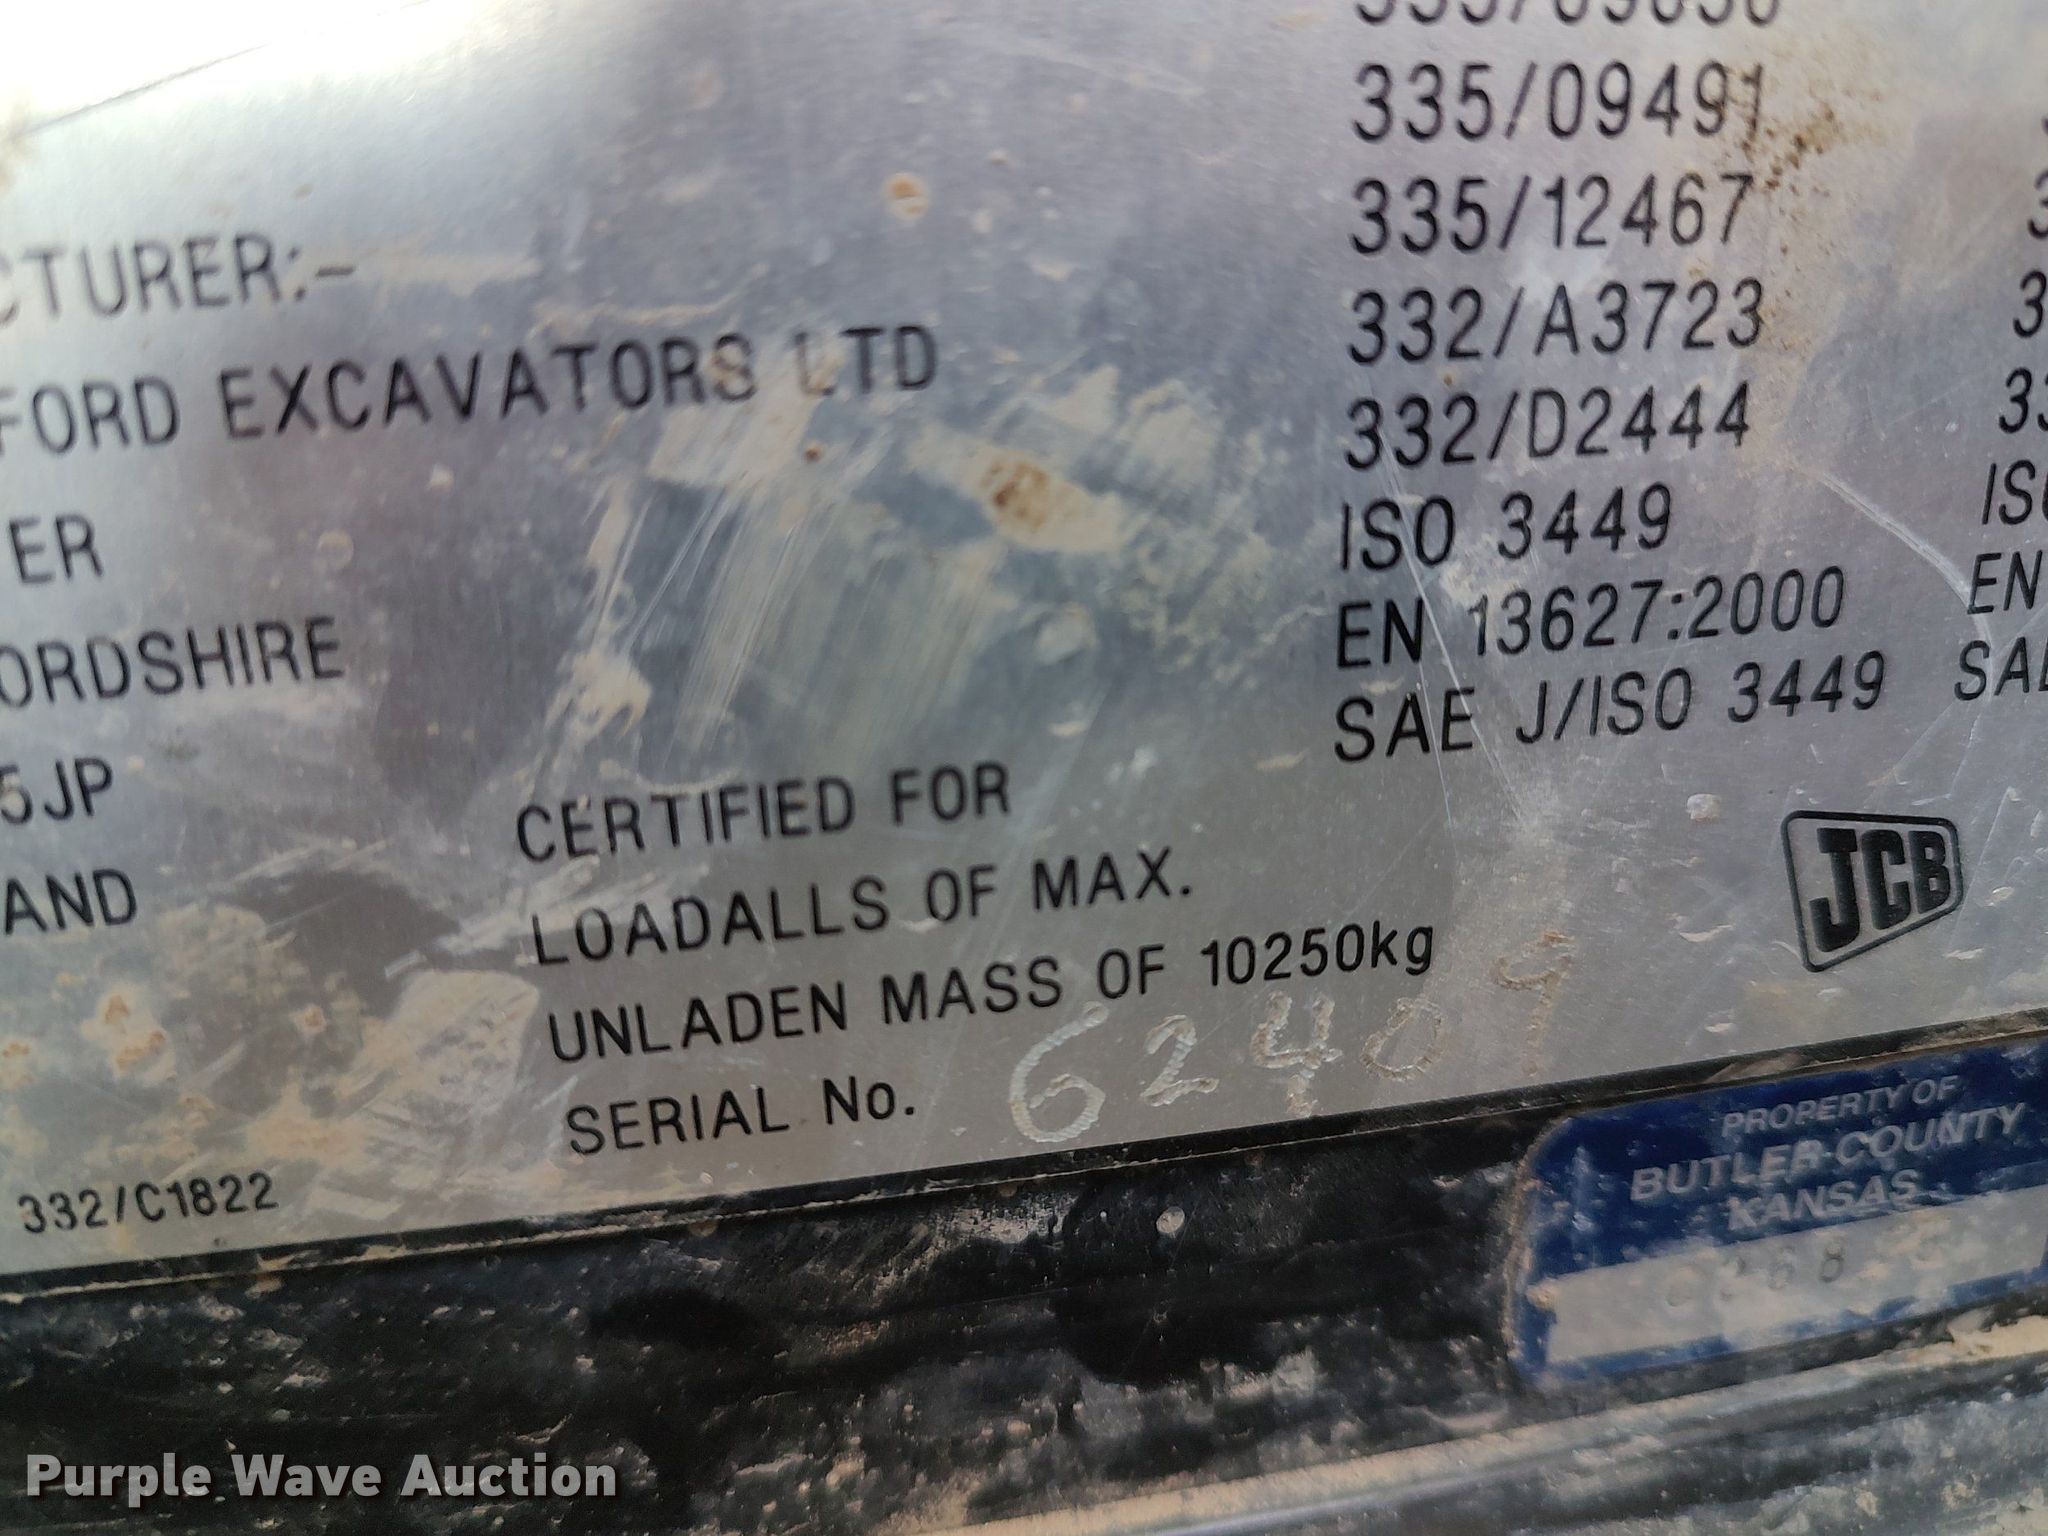 335/09491
335/12467
332/A3723
332/D2444
ISO 3449
EN 13627:2000
SAE J/ISO 3449
CTURER:-
FORD EXCAVATORS LTD
ER
ORDSHIRE
5JP
AND
CERTIFIED FOR
LOADALLS OF MAX.
UNLADEN MASS OF 10250kg
SERIAL No. 62409
332/C1822
EN
JCB
PROPERTY OF
BUTLER COUNTY
KANSAS
Purple Wave Auction